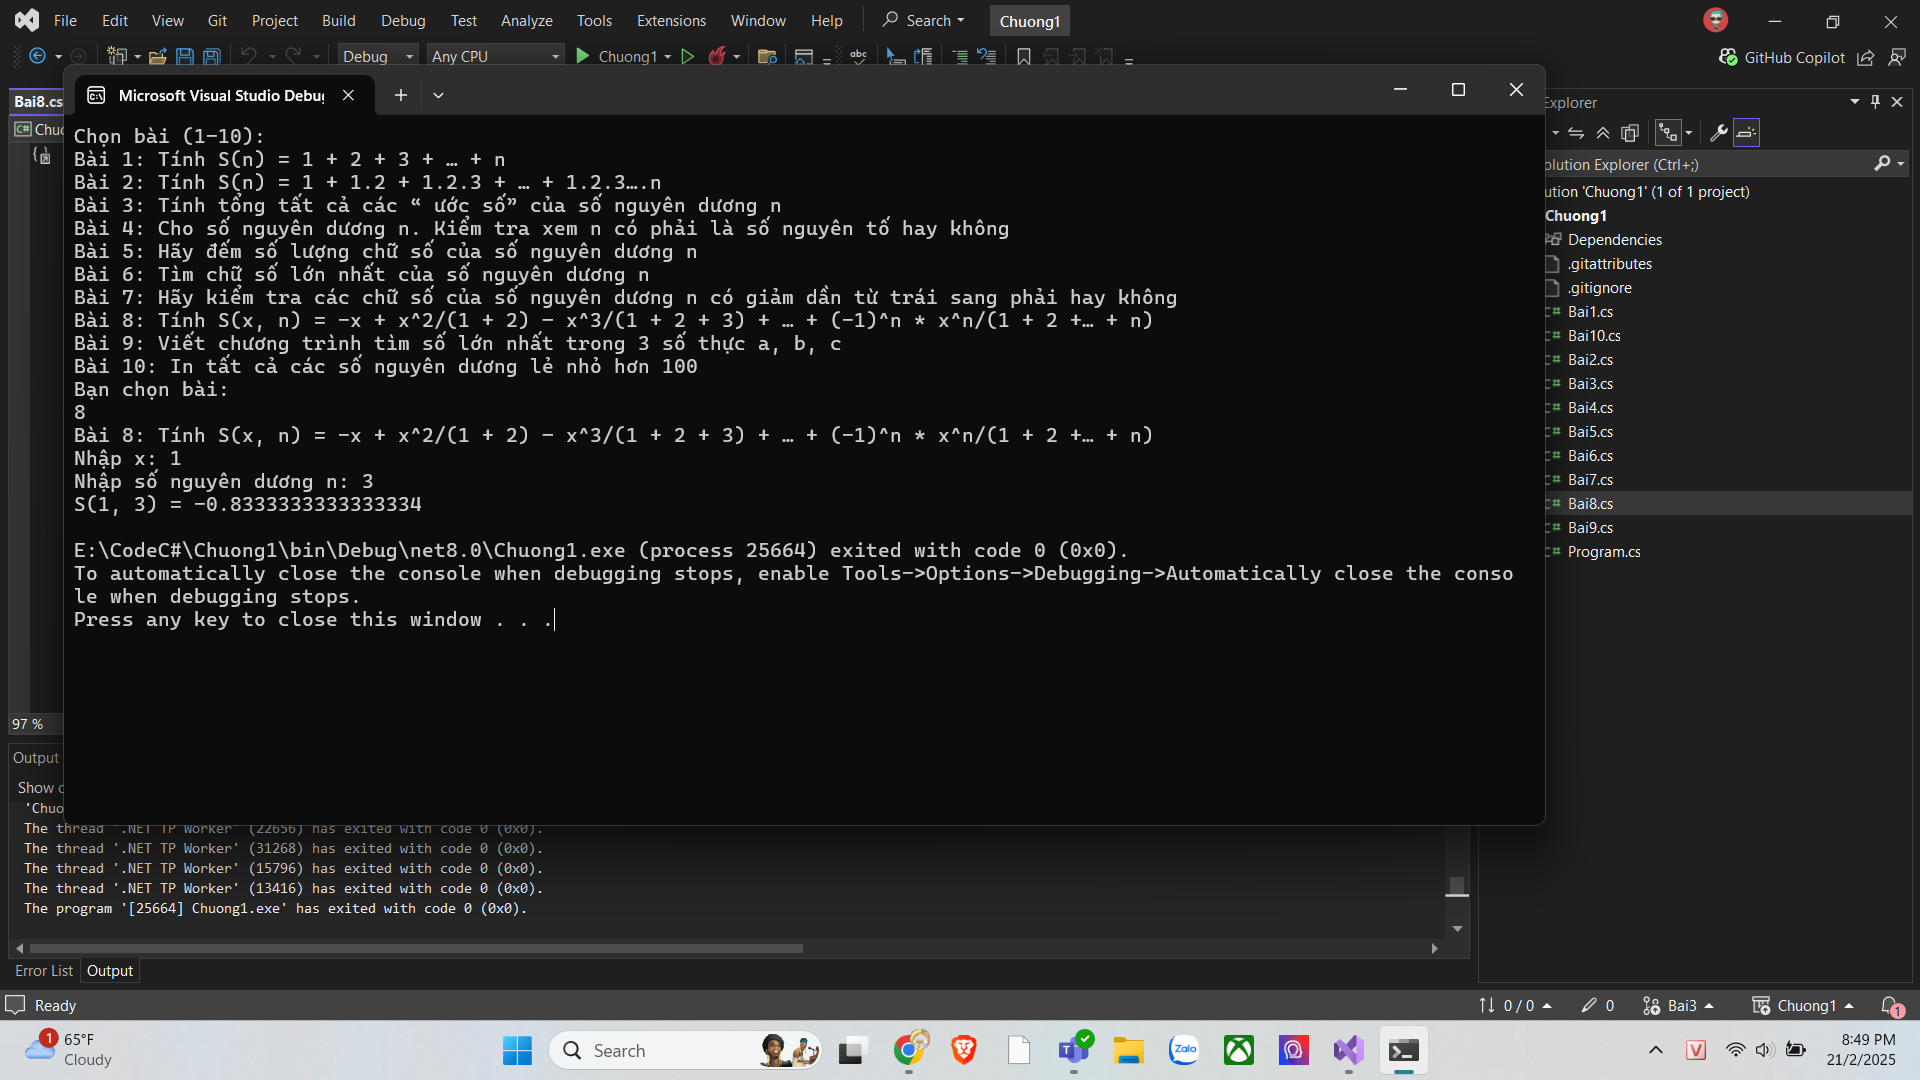 File Edit View Git Project Build Debug Test Analyze Tools Extensions Window Help Search Chuong1
Debug Any CPU Chuong1 GitHub Copilot
Bai8.cs
Microsoft Visual Studio Debug
Explorer
C# Chuo
Chọn bài (1-10):
Bài 1: Tính S(n) = 1 + 2 + 3 + … + n
Bài 2: Tính S(n) = 1 + 1.2 + 1.2.3 + … + 1.2.3….n
Bài 3: Tính tổng tất cả các “ ước số” của số nguyên dương n
Bài 4: Cho số nguyên dương n. Kiểm tra xem n có phải là số nguyên tố hay không
Bài 5: Hãy đếm số lượng chữ số của số nguyên dương n
Bài 6: Tìm chữ số lớn nhất của số nguyên dương n
Bài 7: Hãy kiểm tra các chữ số của số nguyên dương n có giảm dần từ trái sang phải hay không
Bài 8: Tính S(x, n) = -x + x^2/(1 + 2) - x^3/(1 + 2 + 3) + … + (-1)^n * x^n/(1 + 2 +… + n)
Bài 9: Viết chương trình tìm số lớn nhất trong 3 số thực a, b, c
Bài 10: In tất cả các số nguyên dương lẻ nhỏ hơn 100
Bạn chọn bài:
8
Bài 8: Tính S(x, n) = -x + x^2/(1 + 2) - x^3/(1 + 2 + 3) + … + (-1)^n * x^n/(1 + 2 +… + n)
Nhập x: 1
Nhập số nguyên dương n: 3
S(1, 3) = -0.8333333333333334
E:\CodeC#\Chuong1\bin\Debug\net8.0\Chuong1.exe (process 25664) exited with code 0 (0x0).
To automatically close the console when debugging stops, enable Tools->Options->Debugging->Automatically close the conso
le when debugging stops.
Press any key to close this window . . .
olution Explorer (Ctrl+;)
ution 'Chuong1' (1 of 1 project)
Chuong1
Dependencies
.gitattributes
.gitignore
C# Bai1.cs
C# Bai10.cs
C# Bai2.cs
C# Bai3.cs
C# Bai4.cs
C# Bai5.cs
C# Bai6.cs
C# Bai7.cs
C# Bai8.cs
C# Bai9.cs
C# Program.cs
97 %
Output
Show o
'Chuo
The thread '.NET TP Worker' (22656) has exited with code 0 (0x0).
The thread '.NET TP Worker' (31268) has exited with code 0 (0x0).
The thread '.NET TP Worker' (15796) has exited with code 0 (0x0).
The thread '.NET TP Worker' (13416) has exited with code 0 (0x0).
The program '[25664] Chuong1.exe' has exited with code 0 (0x0).
Error List Output
Ready 0 / 0 0 Bai3 Chuong1 1
1 65°F
Cloudy
Search
Zalo
V
8:49 PM
21/2/2025